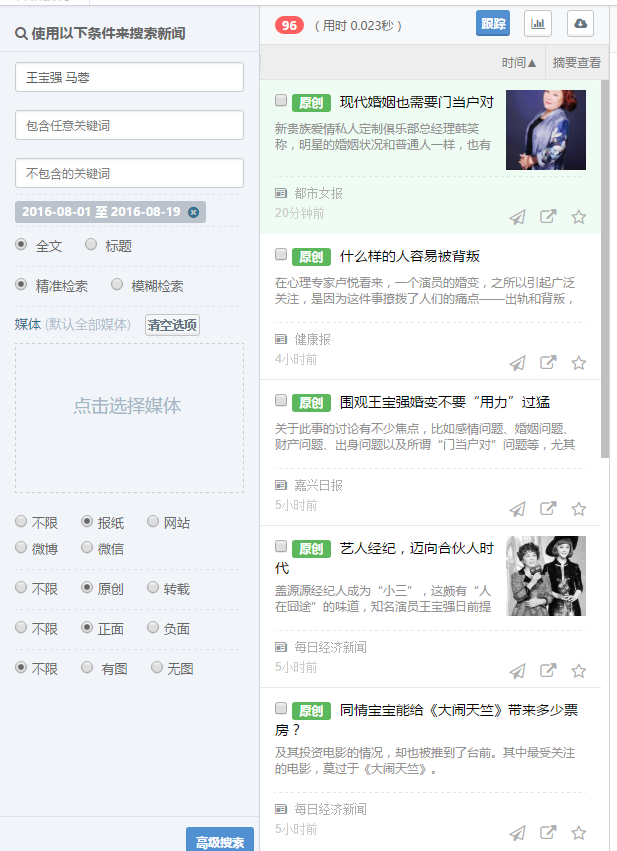 使用以下条件来搜索新闻
王宝强 马蓉
包含任意关键词
不包含的关键词
2016-08-01 至 2016-08-19
全文 标题
精准检索 模糊检索
媒体 (默认全部媒体) 清空选项
点击选择媒体
不限 报纸 网站
微博 微信
不限 原创 转载
不限 正面 负面
不限 有图 无图
高级搜索
96 ( 用时 0.023秒 ) 跟踪
时间▲ 摘要查看
原创 现代婚姻也需要门当户对
新贵族爱情私人定制俱乐部总经理韩笑
称，明星的婚姻状况和普通人一样，也有
都市女报
20分钟前
原创 什么样的人容易被背叛
在心理专家卢悦看来，一个演员的婚变，之所以引起广泛
关注，是因为这件事撩拨了人们的痛点——出轨和背叛，
健康报
4小时前
原创 围观王宝强婚变不要“用力”过猛
关于此事的讨论有不少焦点，比如感情问题、婚姻问题、
财产问题、出身问题以及所谓“门当户对”问题等，尤其
嘉兴日报
5小时前
原创 艺人经纪，迈向合伙人时
代
盖源源经纪人成为“小三”，这颇有“人
在囧途”的味道，知名演员王宝强日前提
每日经济新闻
5小时前
原创 同情宝宝能给《大闹天竺》带来多少票
房？
及其投资电影的情况，却也被推到了台前。其中最受关注
的电影，莫过于《大闹天竺》。
每日经济新闻
5小时前